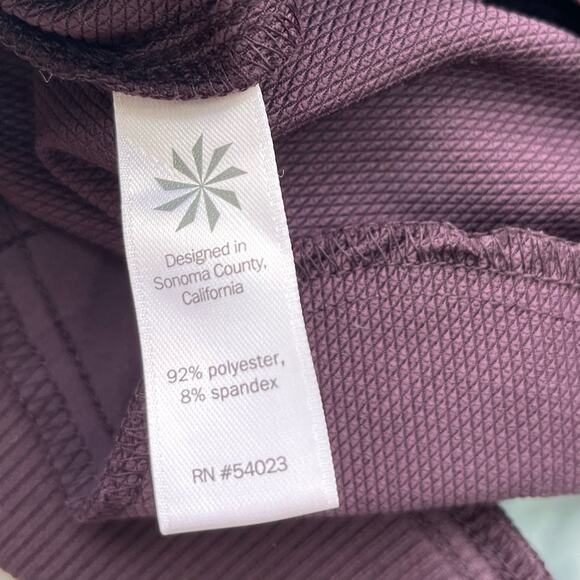 Designed in
Sonoma County,
California
92% polyester,
8% spandex
RN #54023